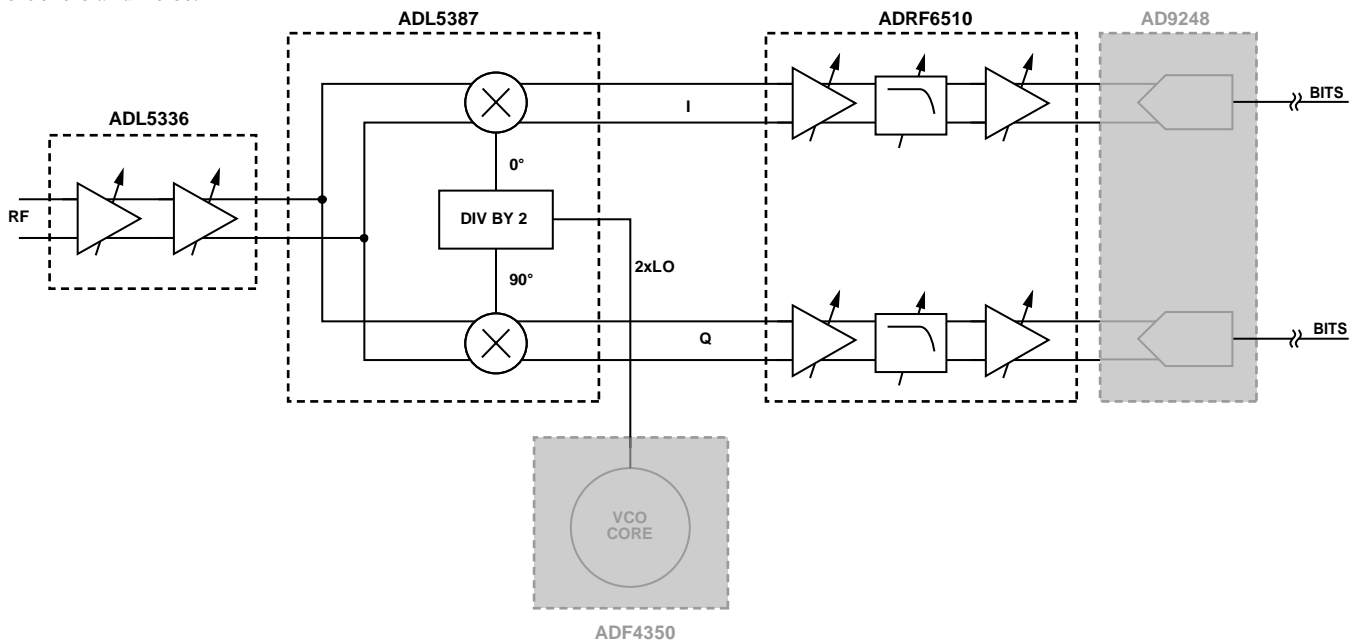 ADL5387
ADRF6510
AD9248
ADL5336
BITS
I
RF
0°
DIV BY 2
2xLO
90°
Q
BITS
VCO
CORE
ADF4350